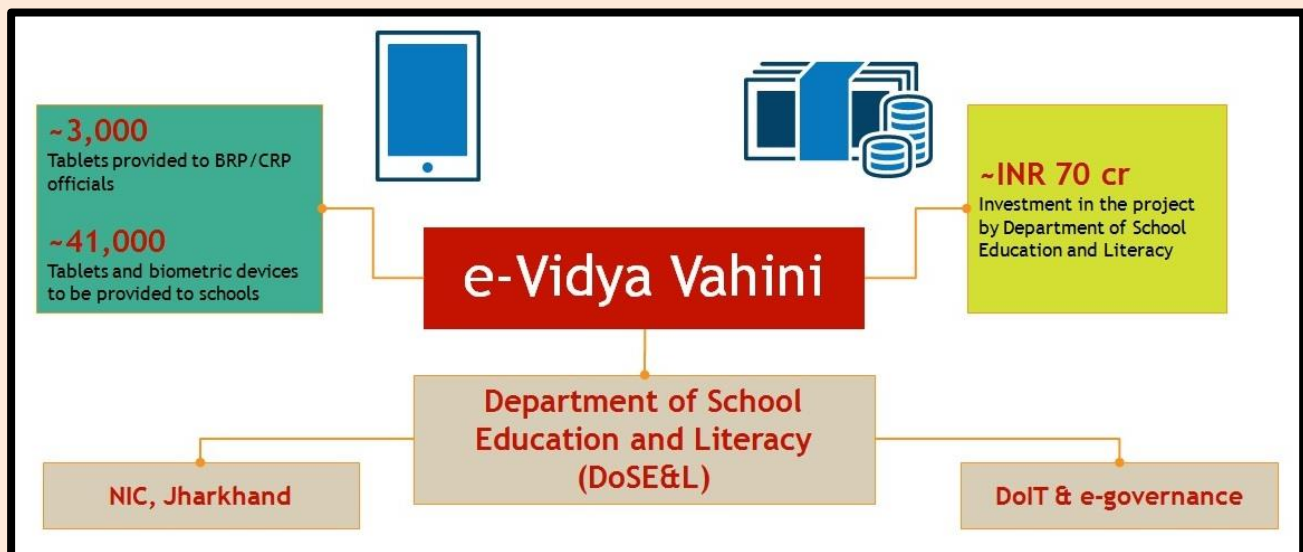 ~3,000
Tablets provided to BRP/CRP
officials
~41,000
Tablets and biometric devices
to be provided to schools
~INR 70 cr
Investment in the project
by Department of School
Education and Literacy
e-Vidya Vahini
Department of School
Education and Literacy
(DoSE&L)
NIC, Jharkhand
DoIT & e-governance